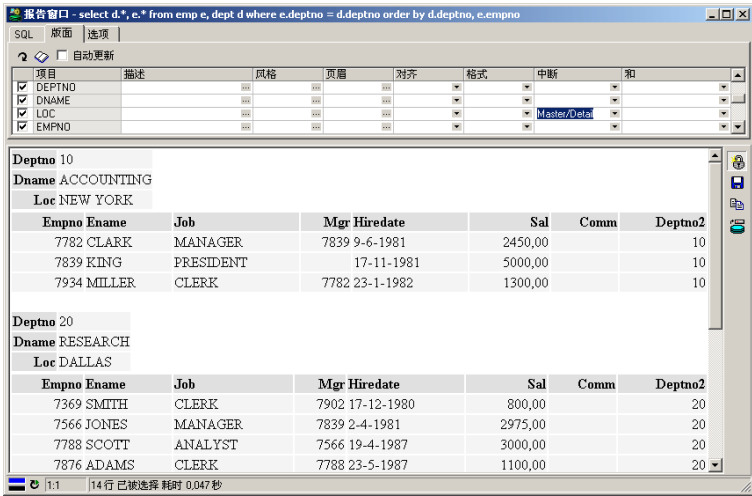 报告窗口 - select d.*, e.* from emp e, dept d where e.deptno = d.deptno order by d.deptno, e.empno
SQL 版面 选项
自动更新
项目 描述 风格 页眉 对齐 格式 中断 和
DEPTNO
DNAME
LOC Master/Detai
EMPNO
Deptno 10
Dname ACCOUNTING
Loc NEW YORK
Empno Ename Job Mgr Hiredate Sal Comm Deptno2
7782 CLARK MANAGER 7839 9-6-1981 2450,00 10
7839 KING PRESIDENT 17-11-1981 5000,00 10
7934 MILLER CLERK 7782 23-1-1982 1300,00 10
Deptno 20
Dname RESEARCH
Loc DALLAS
Empno Ename Job Mgr Hiredate Sal Comm Deptno2
7369 SMITH CLERK 7902 17-12-1980 800,00 20
7566 JONES MANAGER 7839 2-4-1981 2975,00 20
7788 SCOTT ANALYST 7566 19-4-1987 3000,00 20
7876 ADAMS CLERK 7788 23-5-1987 1100,00 20
1:1 14 行 已被选择 耗时 0,047 秒